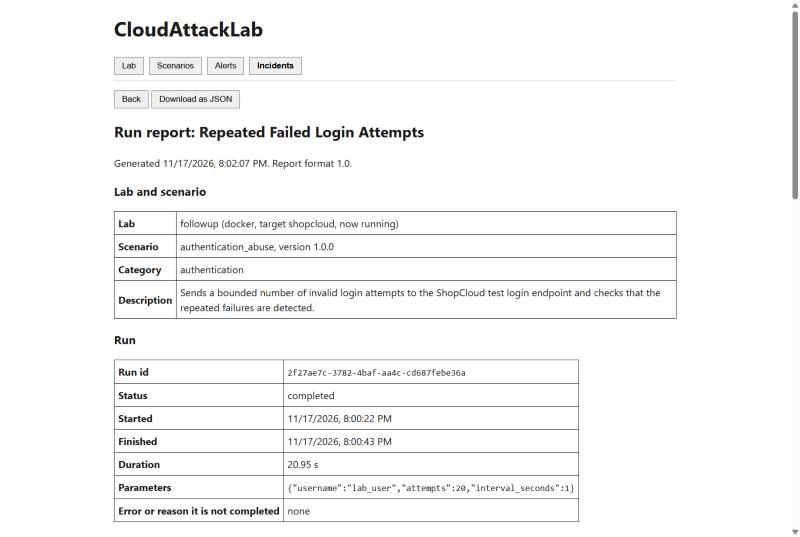 CloudAttackLab
Lab Scenarios Alerts Incidents
Back Download as JSON
Run report: Repeated Failed Login Attempts
Generated 11/17/2026, 8:02:07 PM. Report format 1.0.
Lab and scenario
Lab followup (docker, target shopcloud, now running)
Scenario authentication_abuse, version 1.0.0
Category authentication
Description Sends a bounded number of invalid login attempts to the ShopCloud test login endpoint and checks that the
repeated failures are detected.
Run
Run id 2f27ae7c-3782-4baf-aa4c-cd687febe36a
Status completed
Started 11/17/2026, 8:00:22 PM
Finished 11/17/2026, 8:00:43 PM
Duration 20.95 s
Parameters {"username":"lab_user","attempts":20,"interval_seconds":1}
Error or reason it is not completed none